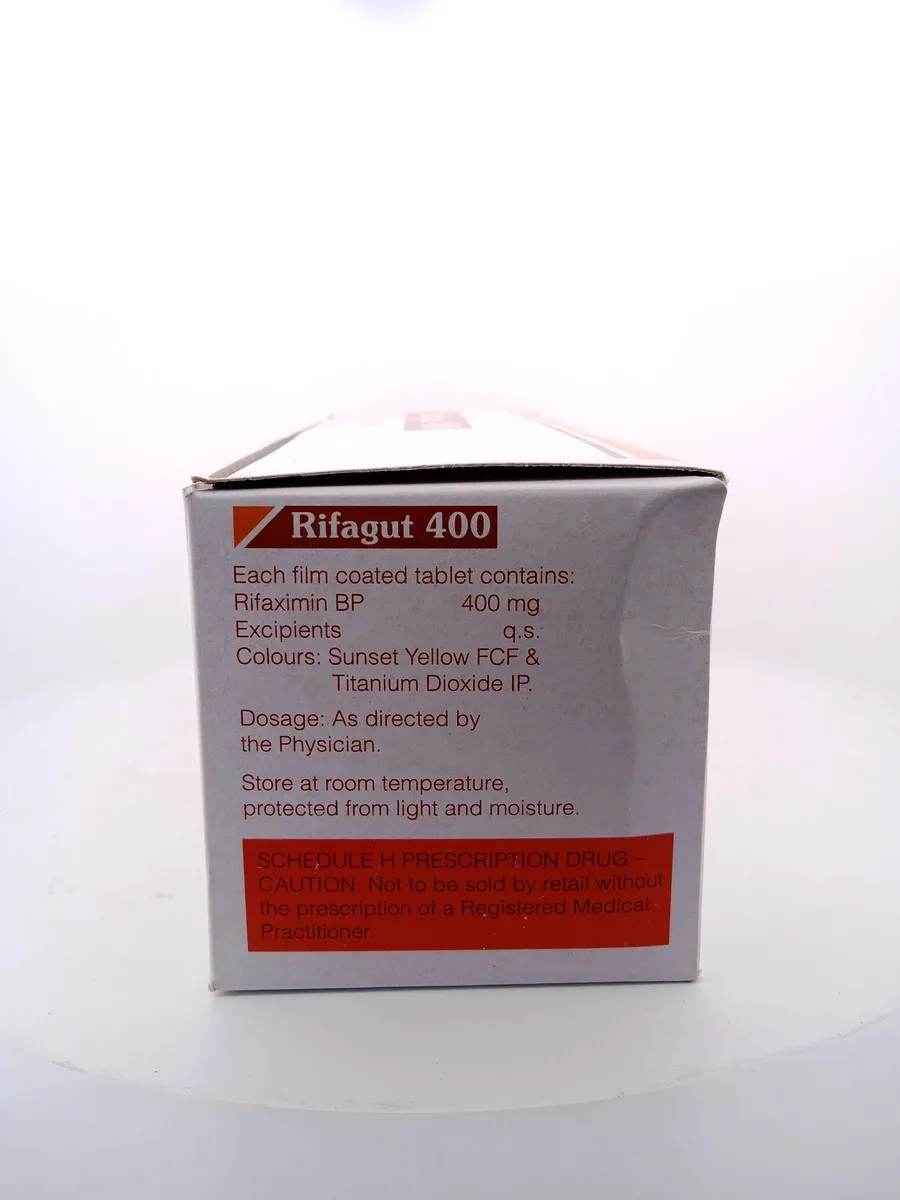 Rifagut 400
Each film coated tablet contains:
Rifaximin BP 400 mg
Excipients q.s.
Colours: Sunset Yellow FCF &
Titanium Dioxide IP.
Dosage: As directed by
the Physician.
Store at room temperature,
protected from light and moisture.
SCHEDULE H PRESCRIPTION DRUG –
CAUTION: Not to be sold by retail without
the prescription of a Registered Medical
Practitioner.